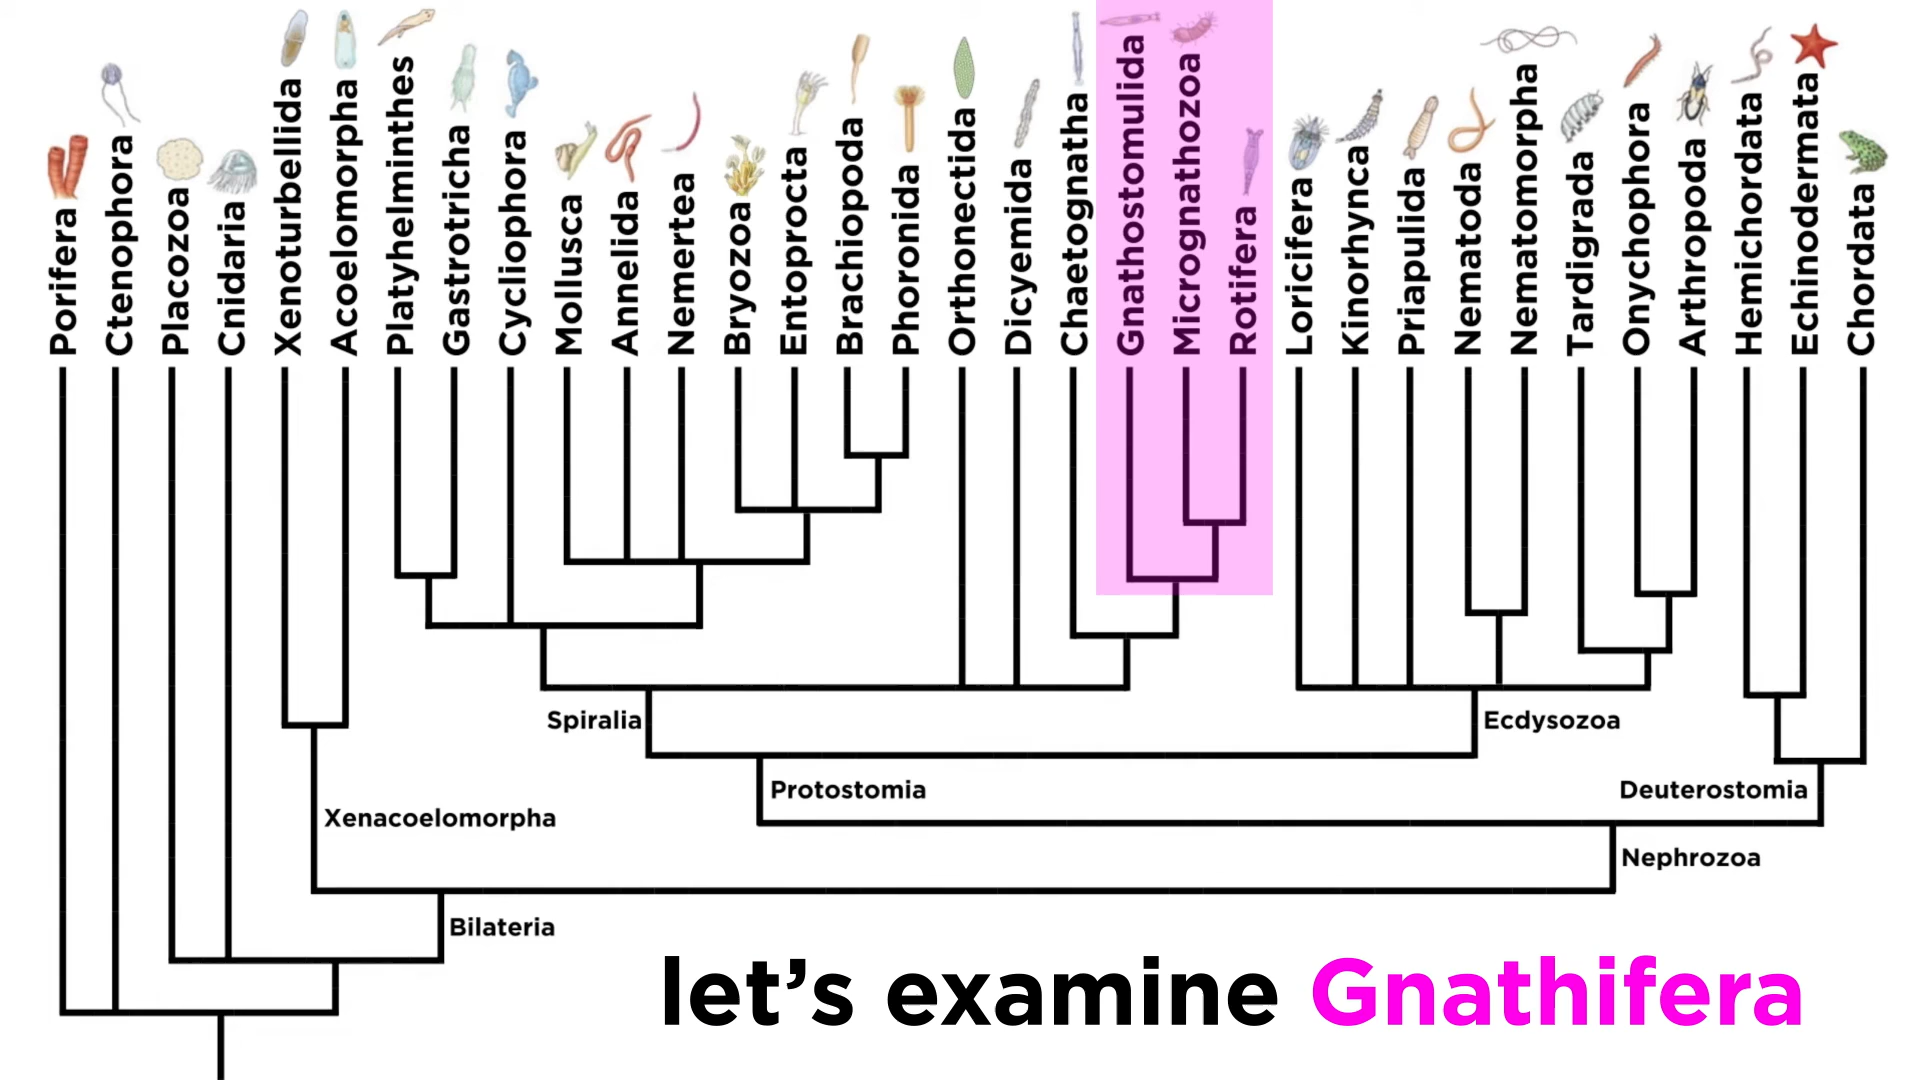 Porifera
Ctenophora
Placozoa
Cnidaria
Xenoturbellida
Acoelomorpha
Platyhelminthes
Gastrotricha
Cycliophora
Mollusca
Annelida
Nemertea
Bryozoa
Entoprocta
Brachiopoda
Phoronida
Orthonectida
Dicyemida
Chaetognatha
Gnathostomulida
Micrognathozoa
Rotifera
Loricifera
Kinorhynca
Priapulida
Nematoda
Nematomorpha
Tardigrada
Onychophora
Arthropoda
Hemichordata
Echinodermata
Chordata
Spiralia
Ecdysozoa
Protostomia
Deuterostomia
Xenacoelomorpha
Nephrozoa
Bilateria
let’s examine Gnathifera